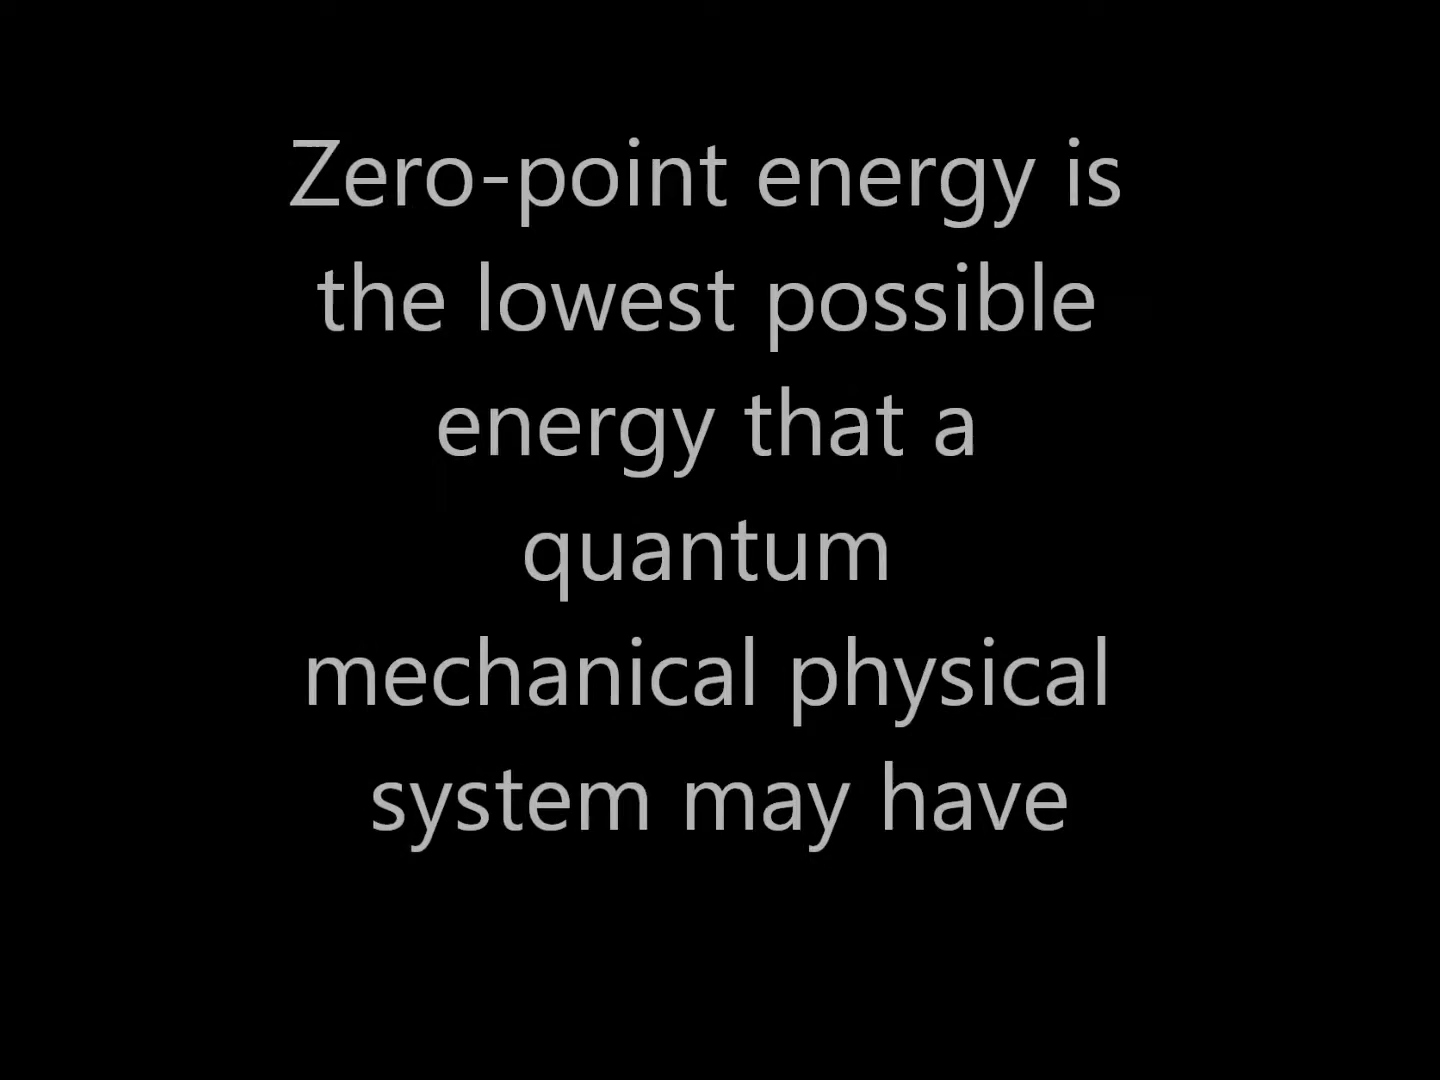 Zero-point energy is
the lowest possible
energy that a
quantum
mechanical physical
system may have